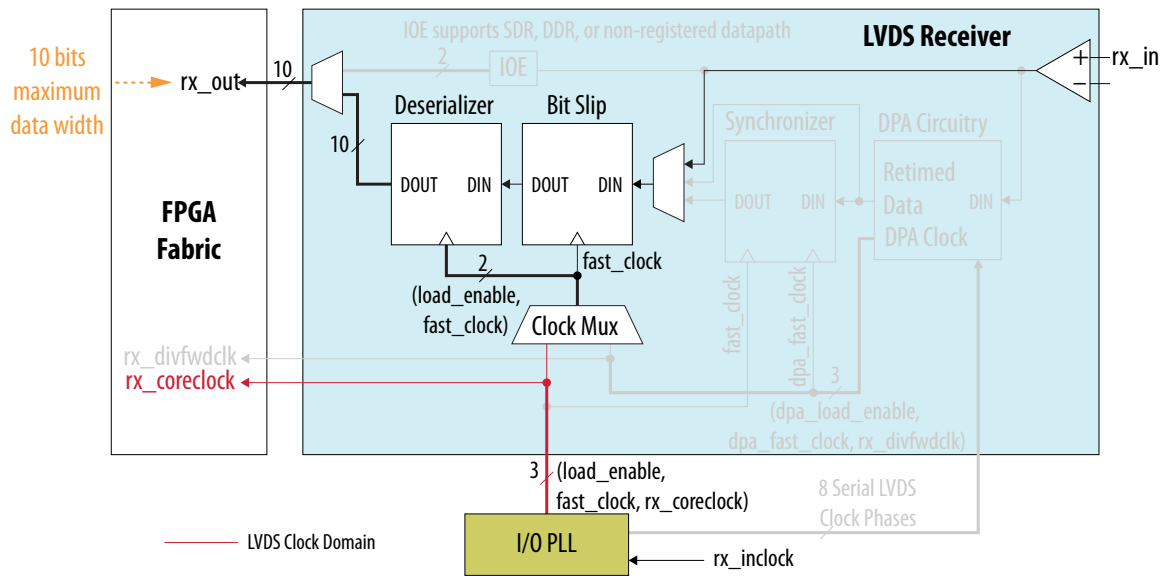 IOE supports SDR, DDR, or non-registered datapath
LVDS Receiver
10 bits
maximum
data width
rx_out
10
2
IOE
+
−
rx_in
Deserializer
Bit Slip
Synchronizer
DPA Circuitry
10
DOUT
DIN
DOUT
DIN
DOUT
DIN
Retimed
Data
DIN
DPA Clock
FPGA
Fabric
2
fast_clock
(load_enable,
fast_clock)
Clock Mux
fast_clock
dpa_fast_clock
rx_divfwdclk
rx_coreclock
3
(dpa_load_enable,
dpa_fast_clock, rx_divfwdclk)
3
(load_enable,
fast_clock, rx_coreclock)
8 Serial LVDS
Clock Phases
LVDS Clock Domain
I/O PLL
rx_inclock